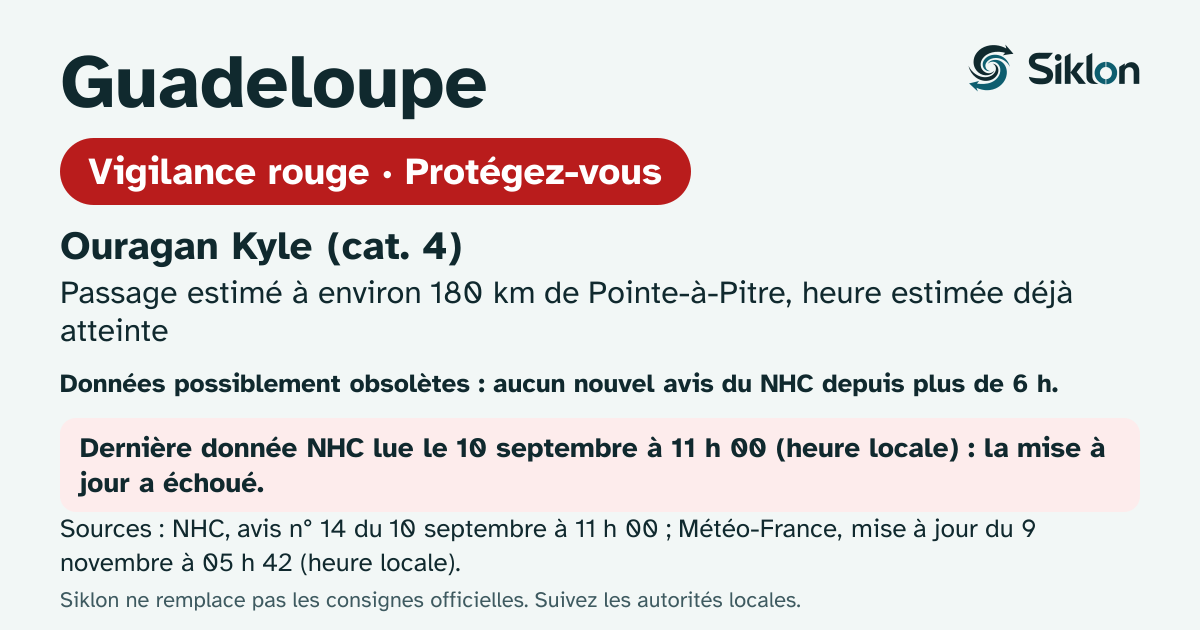 Guadeloupe
Siklon
Vigilance rouge · Protégez-vous
Ouragan Kyle (cat. 4)
Passage estimé à environ 180 km de Pointe-à-Pitre, heure estimée déjà
atteinte
Données possiblement obsolètes : aucun nouvel avis du NHC depuis plus de 6 h.
Dernière donnée NHC lue le 10 septembre à 11 h 00 (heure locale) : la mise à
jour a échoué.
Sources : NHC, avis n° 14 du 10 septembre à 11 h 00 ; Météo-France, mise à jour du 9
novembre à 05 h 42 (heure locale).
Siklon ne remplace pas les consignes officielles. Suivez les autorités locales.